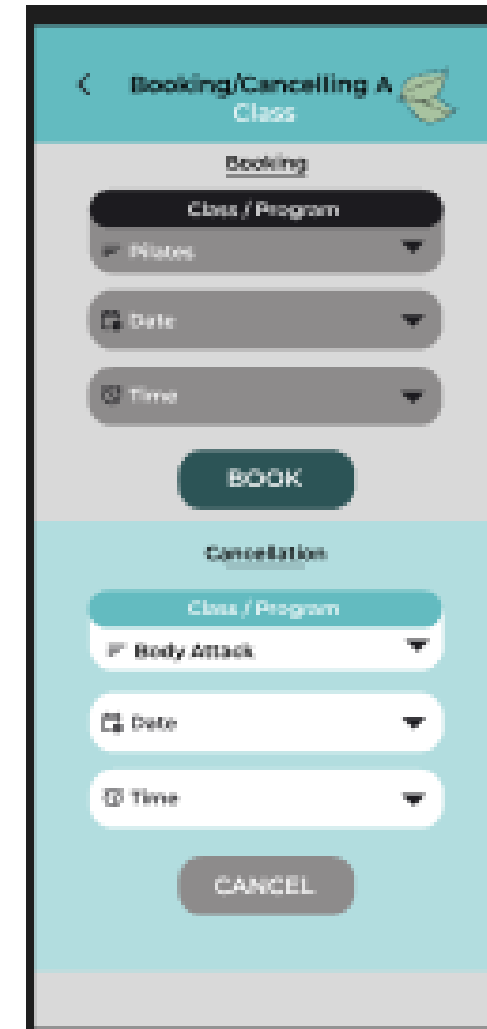 Booking/Cancelling A
Class
Booking
Class / Program
Pilates
Date
Time
BOOK
Cancellation
Class / Program
Body Attack
Date
Time
CANCEL